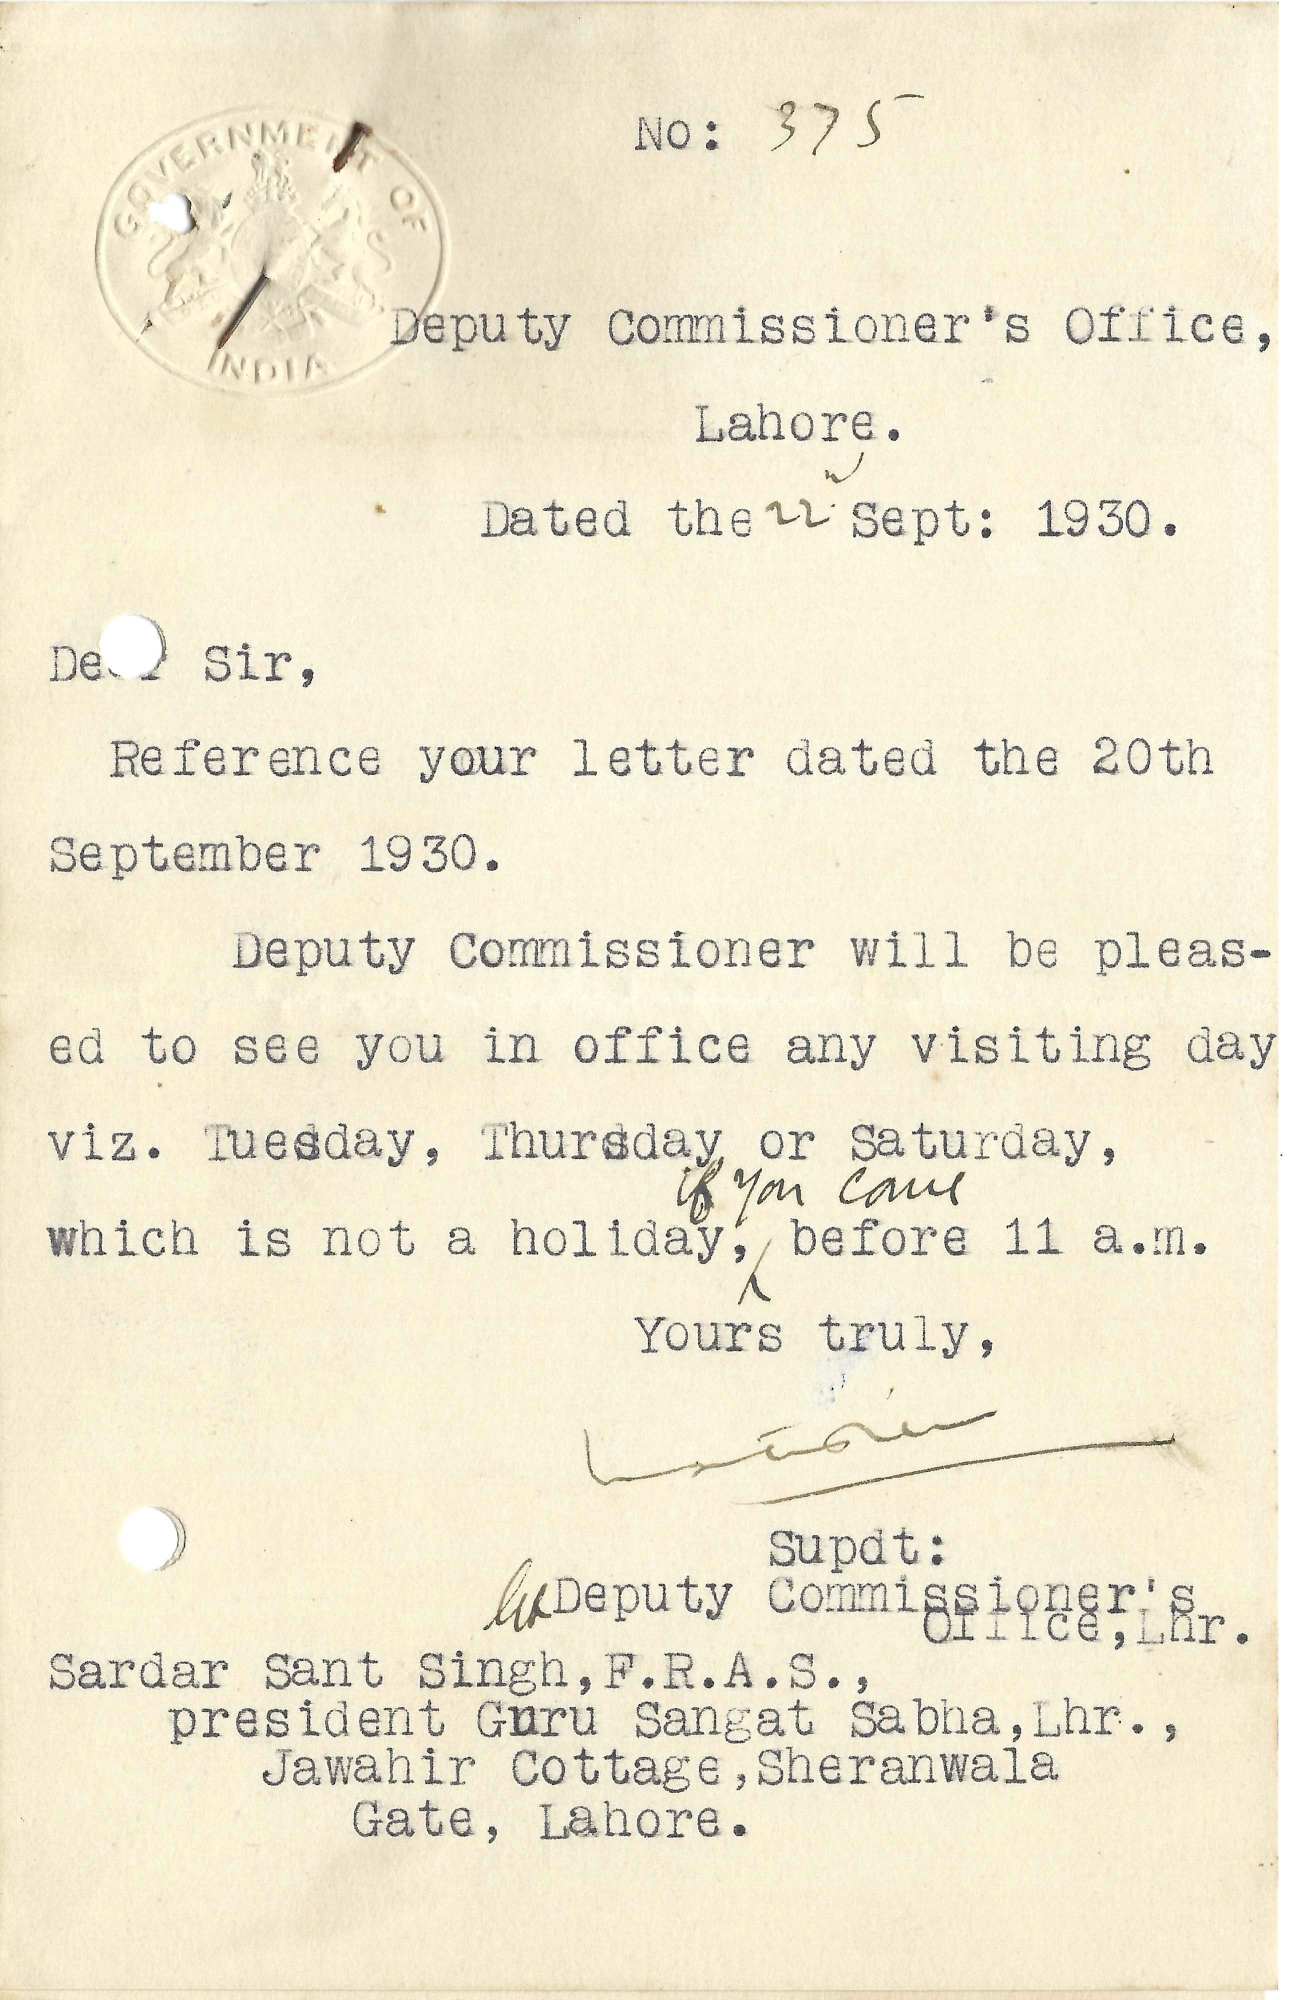 GOVERNMENT OF INDIA
No: 375
Deputy Commissioner's Office,
Lahore.
Dated the 22 Sept: 1930.
Dear Sir,
Reference your letter dated the 20th
September 1930.
Deputy Commissioner will be pleas-
ed to see you in office any visiting day
viz. Tuesday, Thursday or Saturday,
if you come
which is not a holiday, before 11 a.m.
Yours truly,
Supdt:
Deputy Commissioner's
Office,Lhr.
Sardar Sant Singh,F.R.A.S.,
president Guru Sangat Sabha,Lhr.,
Jawahir Cottage,Sheranwala
Gate, Lahore.